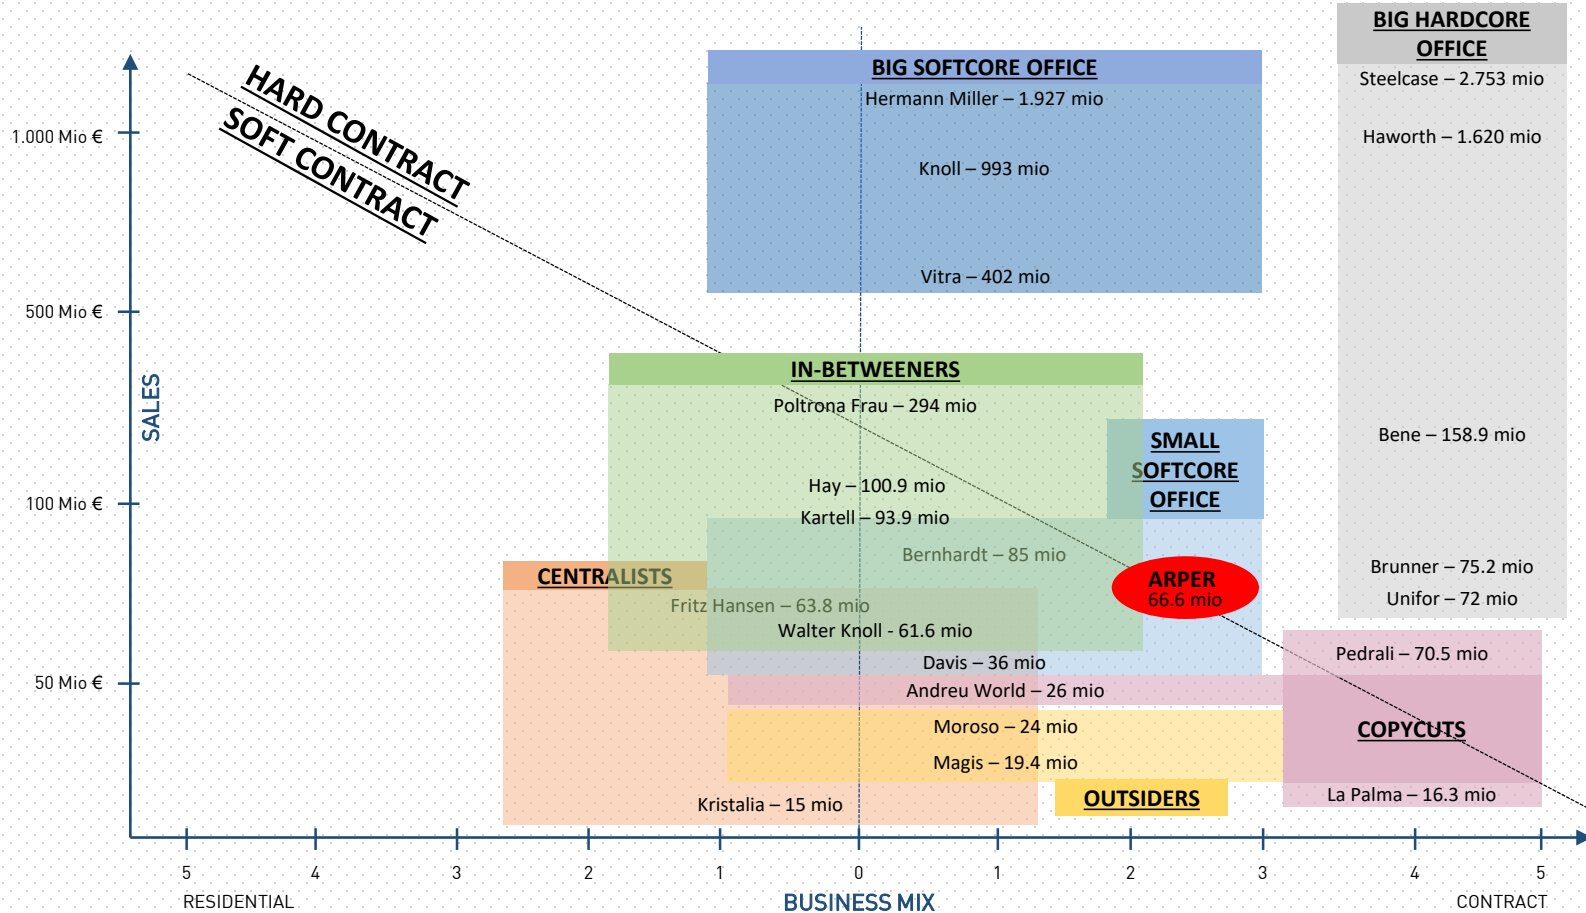 BIG HARDCORE
OFFICE
Steelcase – 2.753 mio
Haworth – 1.620 mio
Bene – 158.9 mio
Brunner – 75.2 mio
Unifor – 72 mio
BIG SOFTCORE OFFICE
Hermann Miller – 1.927 mio
Knoll – 993 mio
Vitra – 402 mio
HARD CONTRACT
SOFT CONTRACT
1.000 Mio €
500 Mio €
100 Mio €
50 Mio €
SALES
IN-BETWEENERS
Poltrona Frau – 294 mio
Hay – 100.9 mio
Kartell – 93.9 mio
Bernhardt – 85 mio
SMALL
SOFTCORE
OFFICE
ARPER
66.6 mio
CENTRALISTS
Fritz Hansen – 63.8 mio
Walter Knoll - 61.6 mio
Davis – 36 mio
Andreu World – 26 mio
Moroso – 24 mio
Magis – 19.4 mio
Kristalia – 15 mio
OUTSIDERS
Pedrali – 70.5 mio
COPYCUTS
La Palma – 16.3 mio
5 4 3 2 1 0 1 2 3 4 5
RESIDENTIAL
BUSINESS MIX
CONTRACT